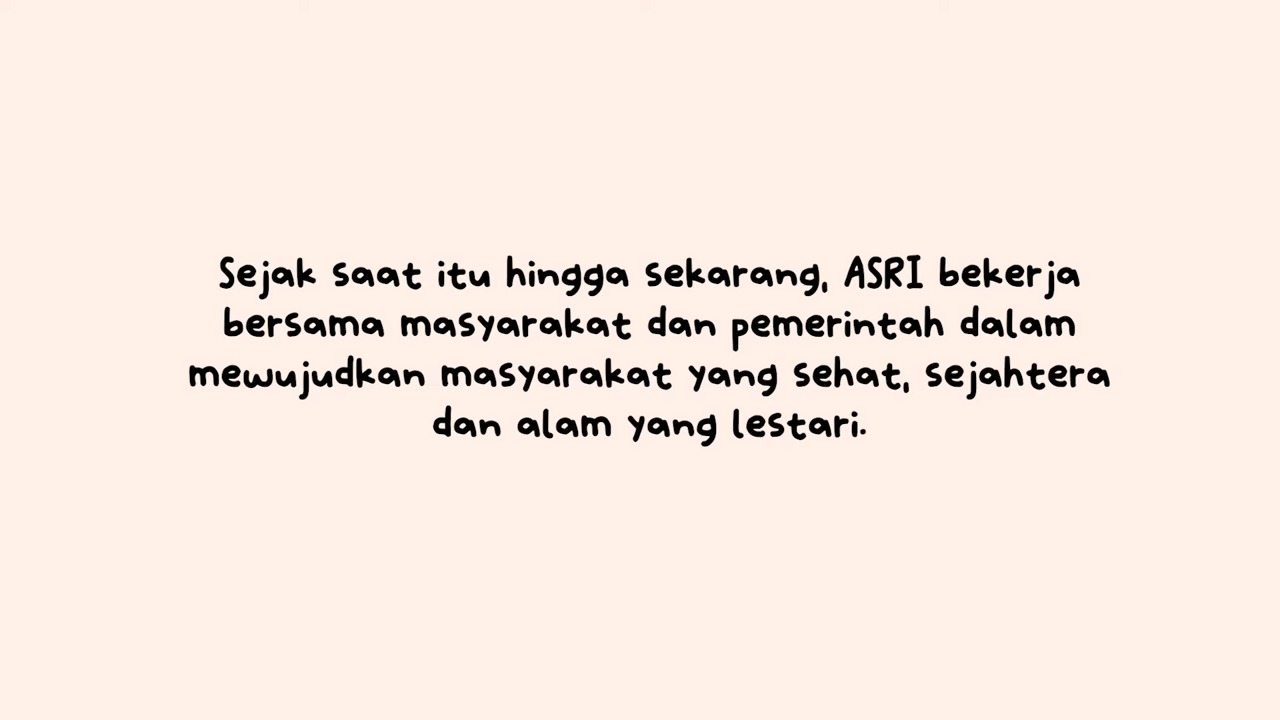 Sejak saat itu hingga sekarang, ASRI bekerja
bersama masyarakat dan pemerintah dalam
mewujudkan masyarakat yang sehat, sejahtera
dan alam yang lestari.